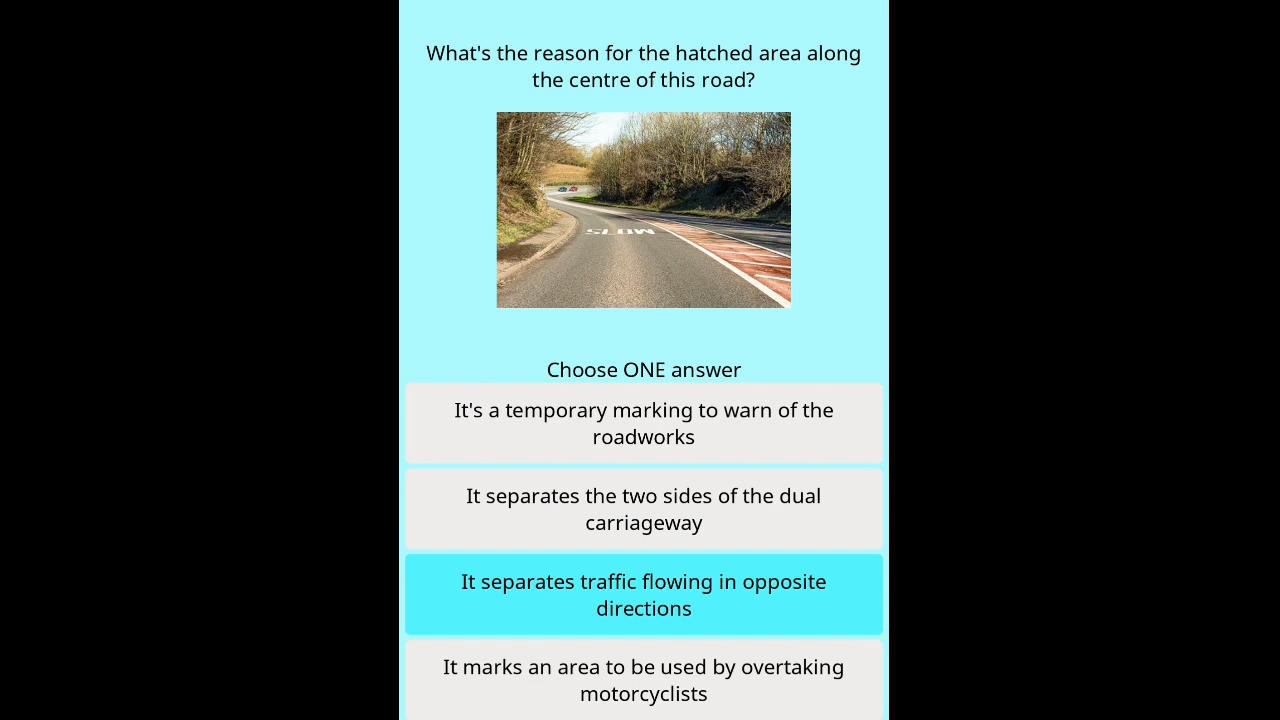 What's the reason for the hatched area along
the centre of this road?
SLOW
Choose ONE answer
It's a temporary marking to warn of the
roadworks
It separates the two sides of the dual
carriageway
It separates traffic flowing in opposite
directions
It marks an area to be used by overtaking
motorcyclists